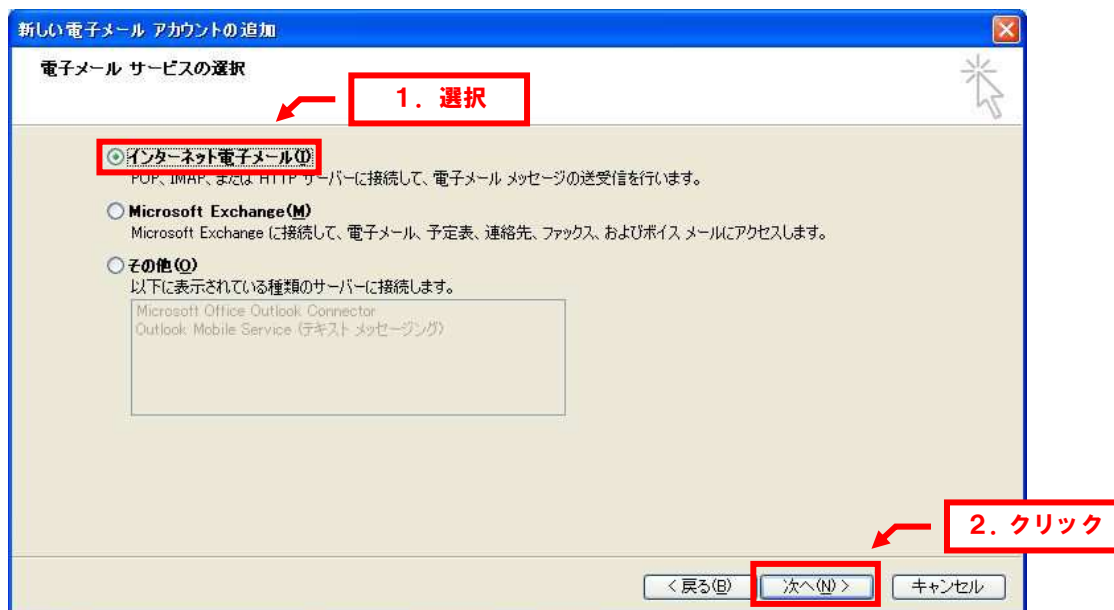 新しい電子メール アカウントの追加
電子メール サービスの選択
1. 選択
インターネット電子メール(I)
POP、IMAP、または HTTP サーバーに接続して、電子メール メッセージの送受信を行います。
Microsoft Exchange(M)
Microsoft Exchange に接続して、電子メール、予定表、連絡先、ファックス、およびボイス メールにアクセスします。
その他(O)
以下に表示されている種類のサーバーに接続します。
Microsoft Office Outlook Connector
Outlook Mobile Service (テキスト メッセージング)
2. クリック
< 戻る(B) 次へ(N) > キャンセル